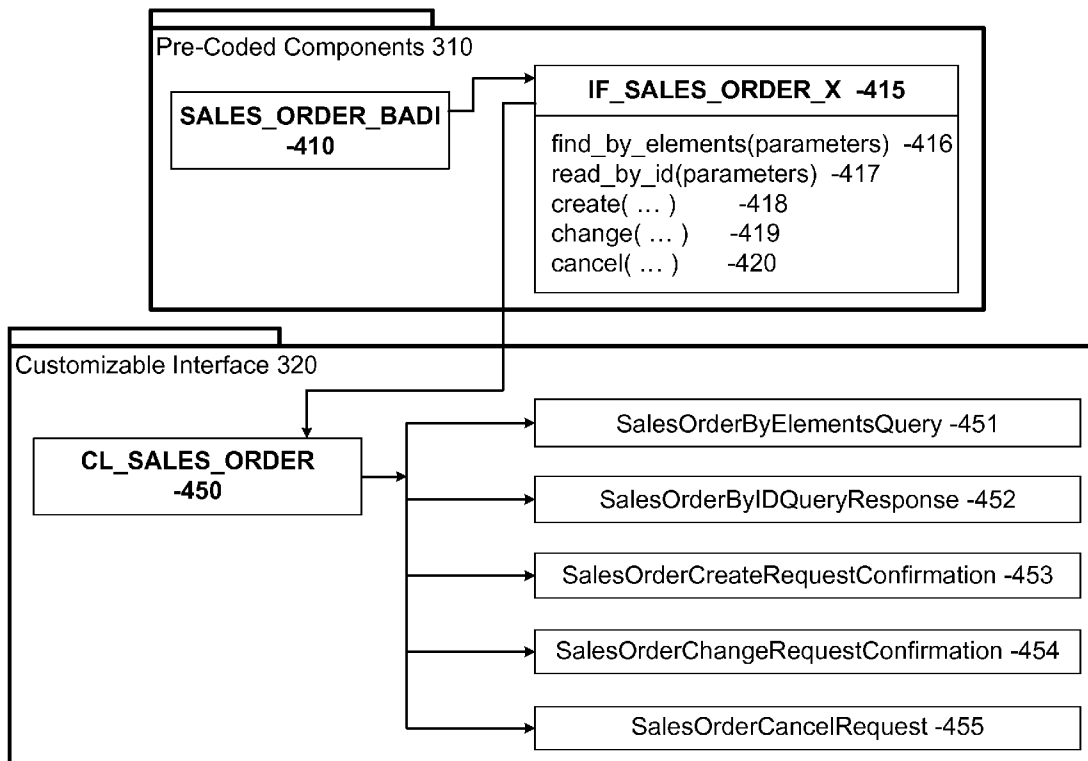 Pre-Coded Components 310
SALES_ORDER_BADI
-410
IF_SALES_ORDER_X -415
find_by_elements(parameters) -416
read_by_id(parameters) -417
create( … ) -418
change( … ) -419
cancel( … ) -420
Customizable Interface 320
CL_SALES_ORDER
-450
SalesOrderByElementsQuery -451
SalesOrderByIDQueryResponse -452
SalesOrderCreateRequestConfirmation -453
SalesOrderChangeRequestConfirmation -454
SalesOrderCancelRequest -455